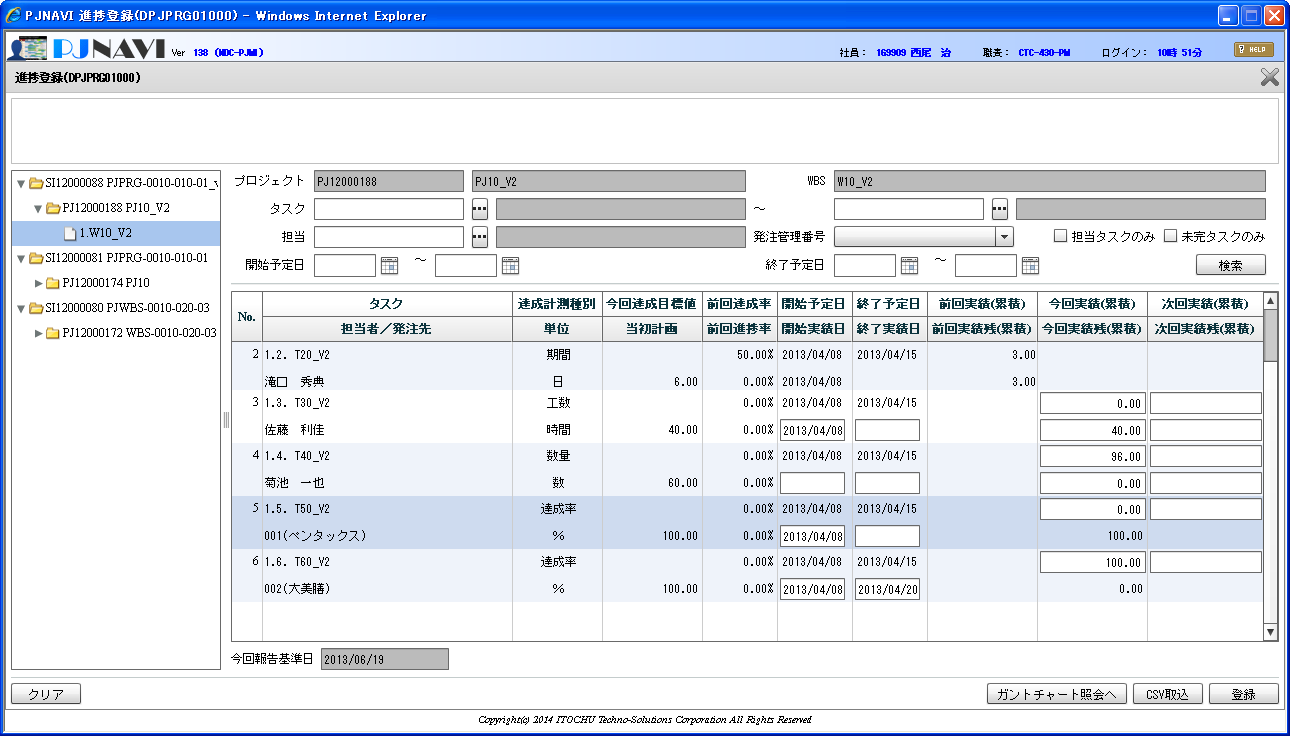 PJNAVI 進捗登録(DPJPRG01000) - Windows Internet Explorer
PJNAVI Ver 138 (NDC-PJWI) 社員: 169909 西尾 治 職責: CTC-430-PM ログイン: 10時 51分 ? HELP
進捗登録(DPJPRG01000)
SI12000088 PJPRG-0010-010-01_v
PJ12000188 PJ10_V2
1.W10_V2
SI12000081 PJPRG-0010-010-01
PJ12000174 PJ10
SI12000080 PJWBS-0010-020-03
PJ12000172 WBS-0010-020-03
プロジェクト PJ12000188 PJ10_V2 WBS W10_V2
タスク ... ～ ...
担当 ... 発注管理番号 担当タスクのみ 未完タスクのみ
開始予定日 ～ 終了予定日 ～ 検索
No. タスク 達成計測種別 今回達成目標値 前回達成率 開始予定日 終了予定日 前回実績(累積) 今回実績(累積) 次回実績(累積)
担当者／発注先 単位 当初計画 前回進捗率 開始実績日 終了実績日 前回実績残(累積) 今回実績残(累積) 次回実績残(累積)
2 1.2. T20_V2 期間 50.00% 2013/04/08 2013/04/15 3.00
滝口 秀典 日 6.00 0.00% 2013/04/08 3.00
3 1.3. T30_V2 工数 0.00% 2013/04/08 2013/04/15 0.00
佐藤 利佳 時間 40.00 0.00% 2013/04/08 40.00
4 1.4. T40_V2 数量 0.00% 2013/04/08 2013/04/15 96.00
菊池 一也 数 60.00 0.00% 0.00
5 1.5. T50_V2 達成率 0.00% 2013/04/08 2013/04/15 0.00
001(ペンタックス) % 100.00 0.00% 2013/04/08 100.00
6 1.6. T60_V2 達成率 0.00% 2013/04/08 2013/04/15 100.00
002(大美膳) % 100.00 0.00% 2013/04/08 2013/04/20 0.00
今回報告基準日 2013/06/19
クリア ガントチャート照会へ CSV取込 登録
Copyright(c) 2014 ITOCHU Techno-Solutions Corporation All Rights Reserved